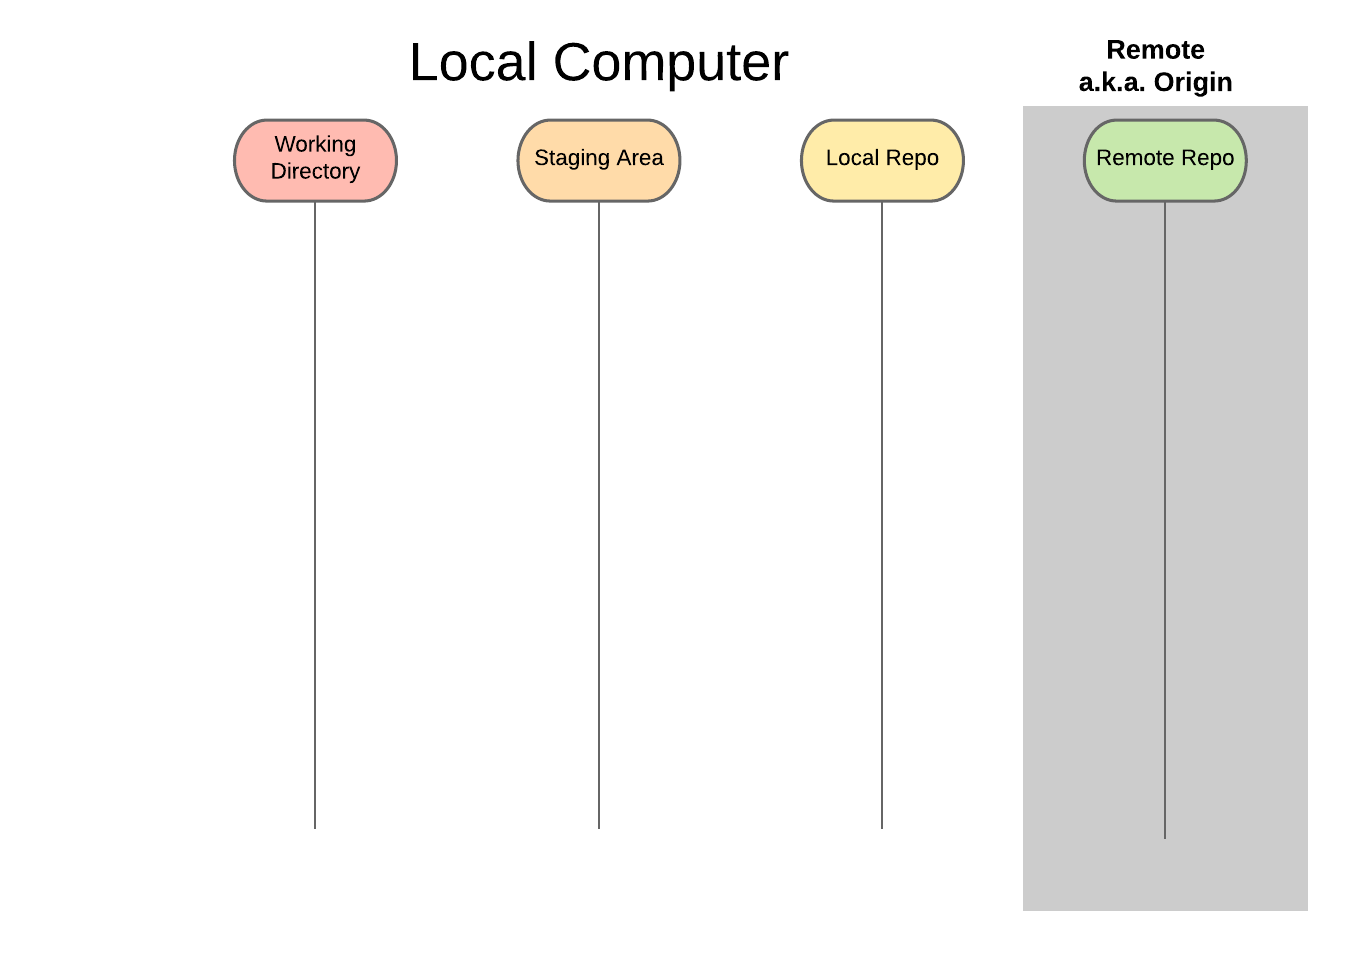 Local Computer
Remote
a.k.a. Origin
Working
Directory
Staging Area
Local Repo
Remote Repo